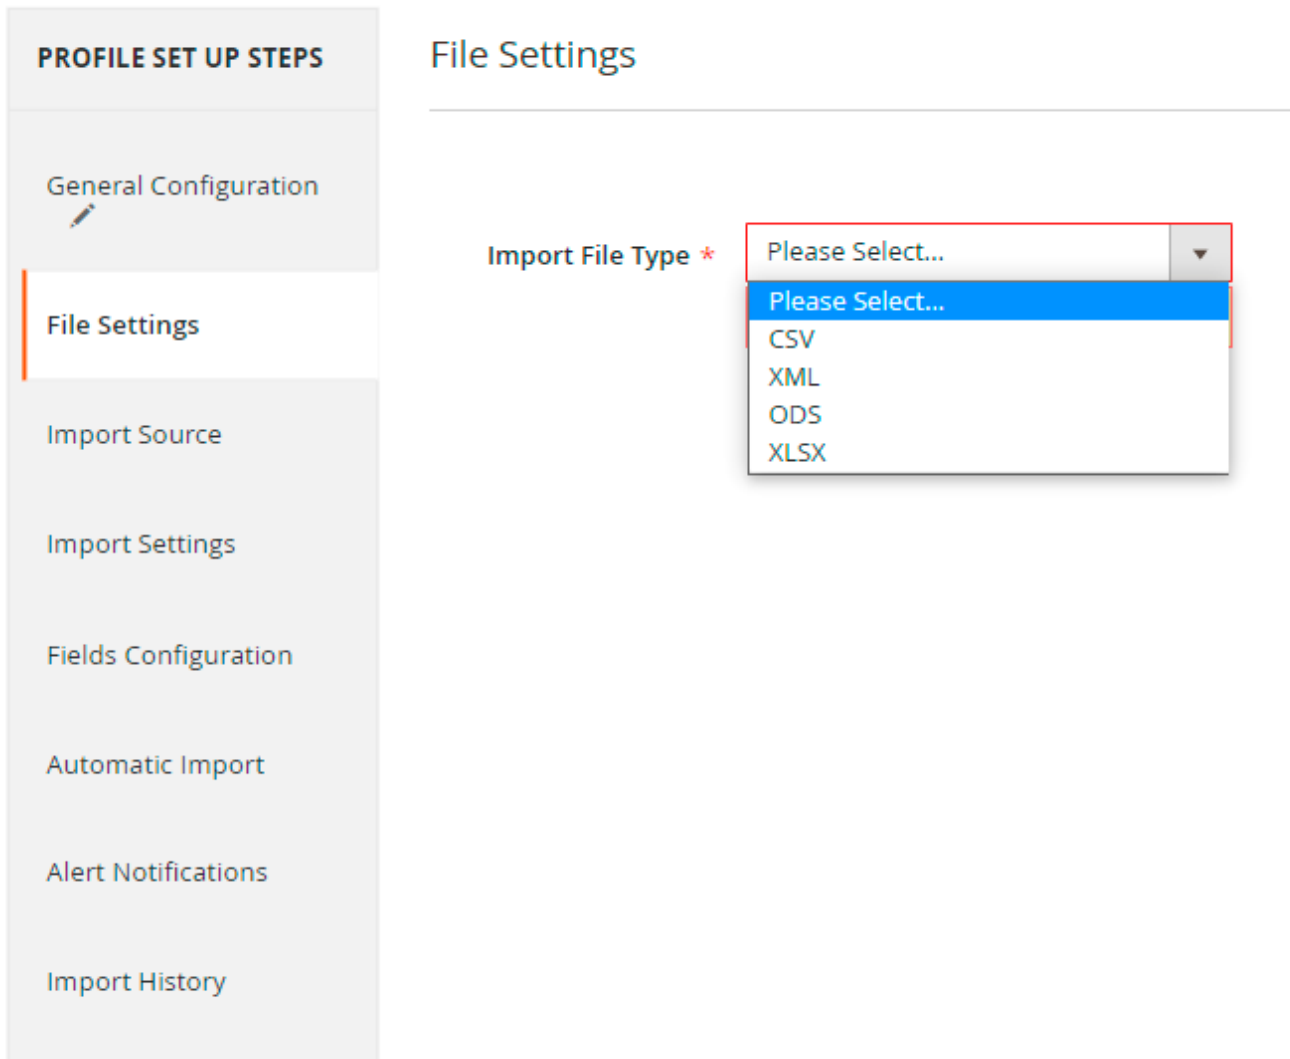 PROFILE SET UP STEPS
General Configuration
File Settings
Import Source
Import Settings
Fields Configuration
Automatic Import
Alert Notifications
Import History
File Settings
Import File Type *
Please Select...
Please Select...
CSV
XML
ODS
XLSX